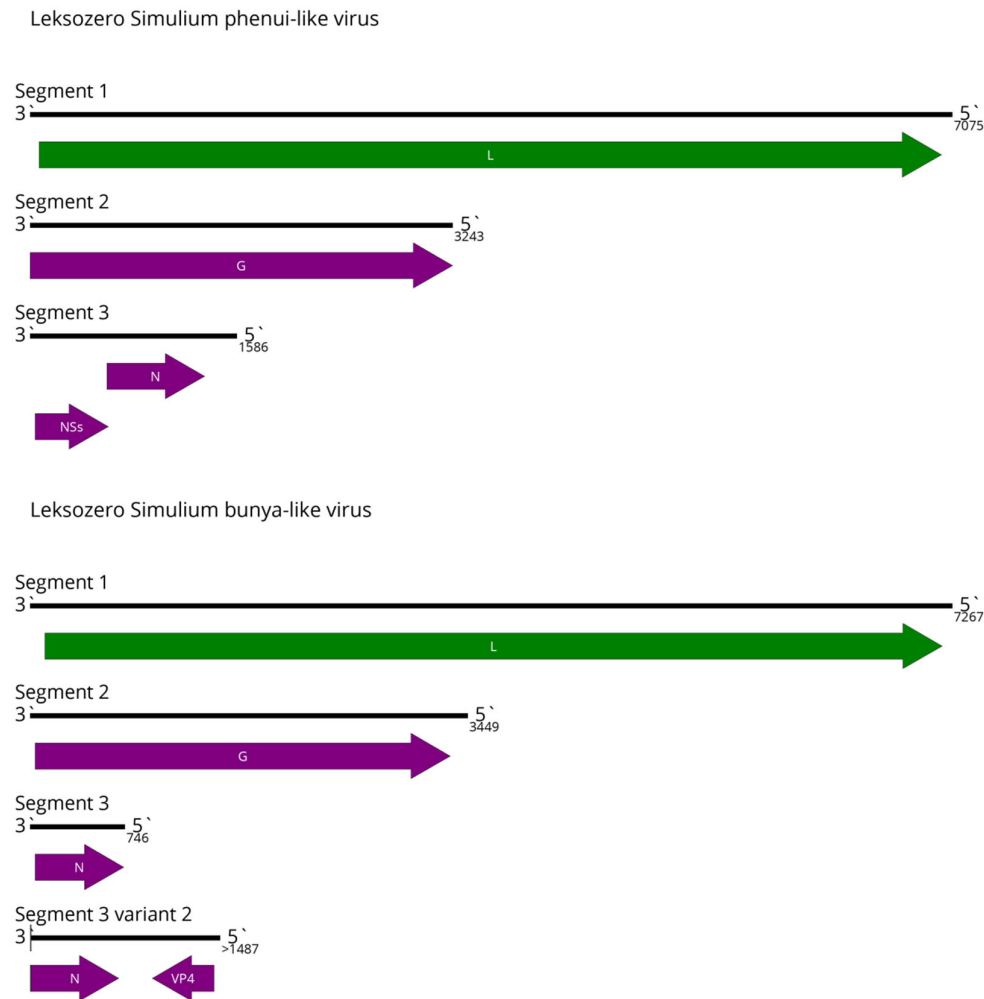 Leksozero Simulium phenui-like virus
Segment 1
3` 5`
7075
L
Segment 2
3` 5`
3243
G
Segment 3
3` 5`
1586
N
NSs
Leksozero Simulium bunya-like virus
Segment 1
3` 5`
7267
L
Segment 2
3` 5`
3449
G
Segment 3
3` 5`
746
N
Segment 3 variant 2
3` 5`
>1487
N VP4